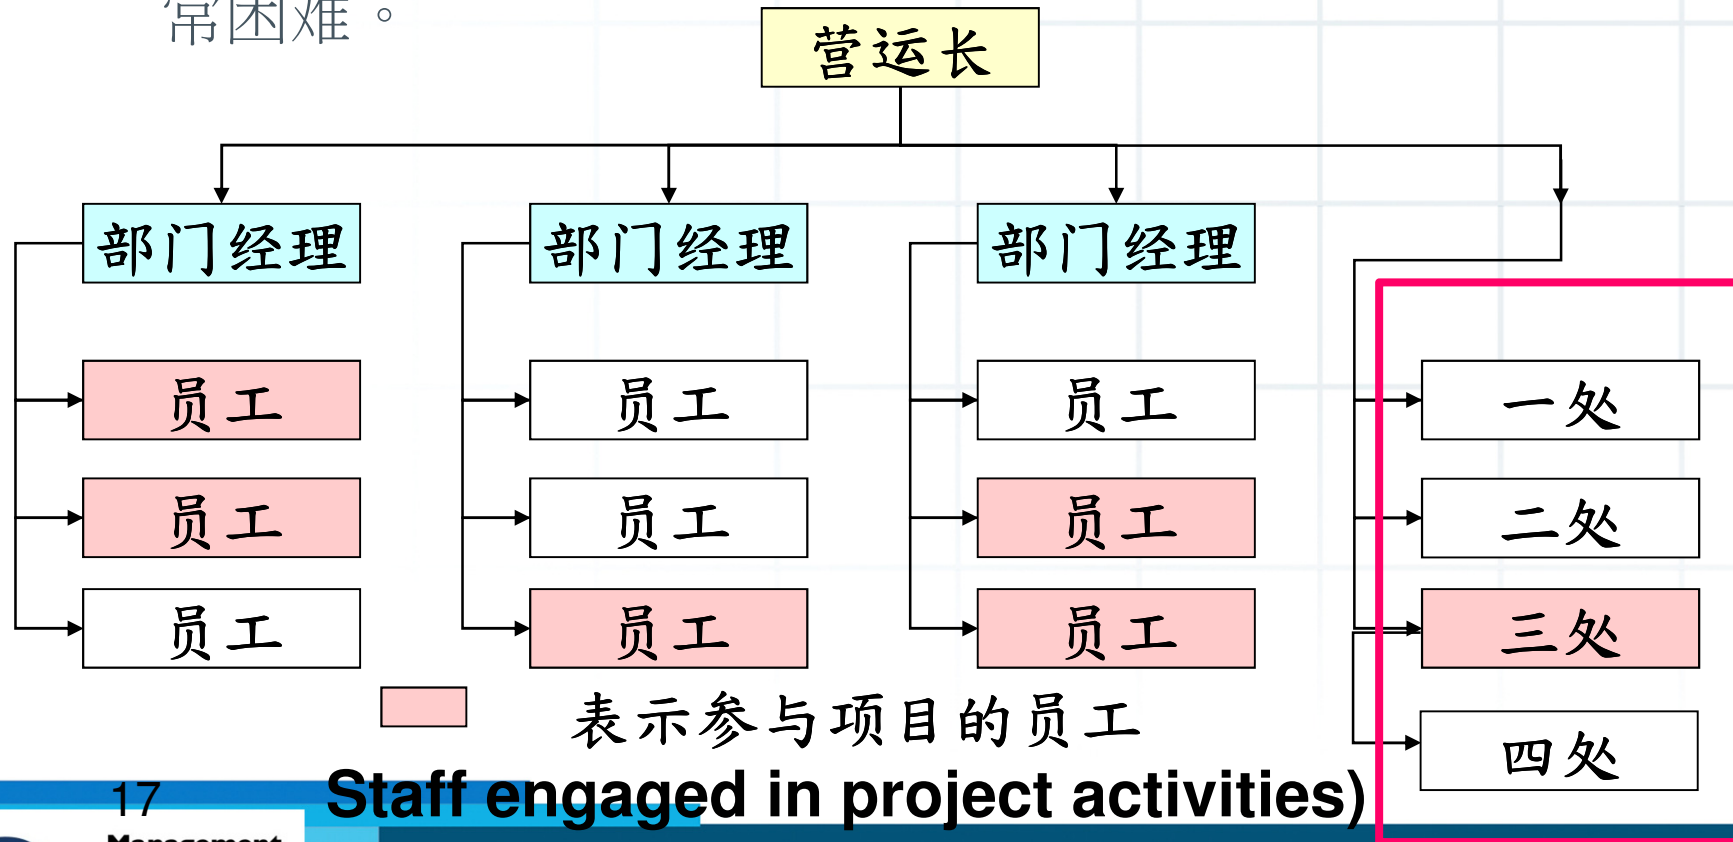 常困难。
营运长
部门经理 部门经理 部门经理
员工 员工 员工 一处
员工 员工 员工 二处
员工 员工 员工 三处
表示参与项目的员工
四处
17 Staff engaged in project activities)
Management